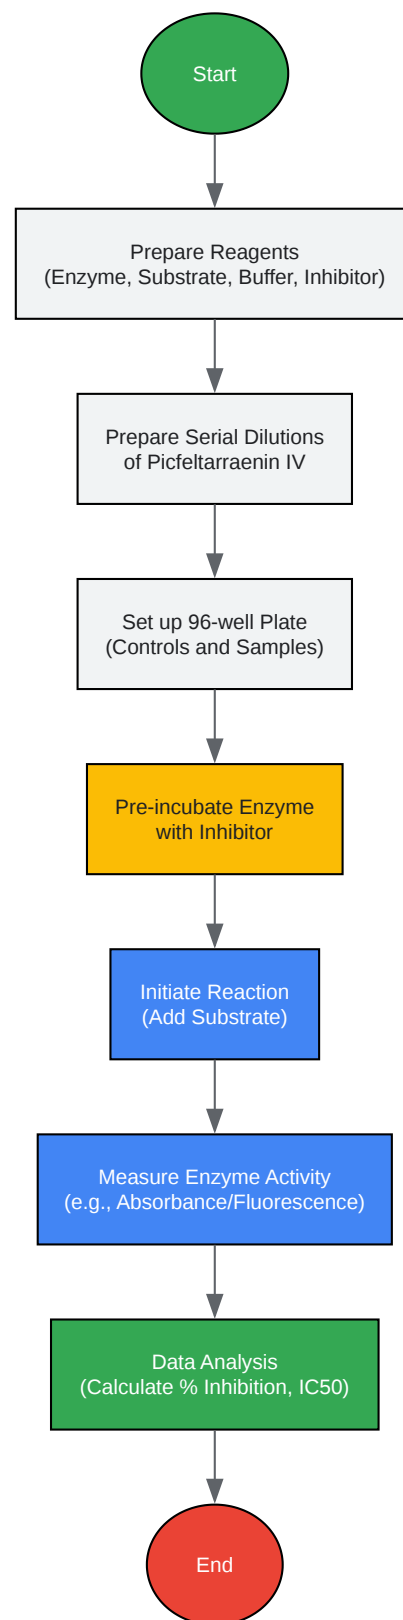 Start
Prepare Reagents
(Enzyme, Substrate, Buffer, Inhibitor)
Prepare Serial Dilutions
of Picfeltarraenin IV
Set up 96-well Plate
(Controls and Samples)
Pre-incubate Enzyme
with Inhibitor
Initiate Reaction
(Add Substrate)
Measure Enzyme Activity
(e.g., Absorbance/Fluorescence)
Data Analysis
(Calculate % Inhibition, IC50)
End